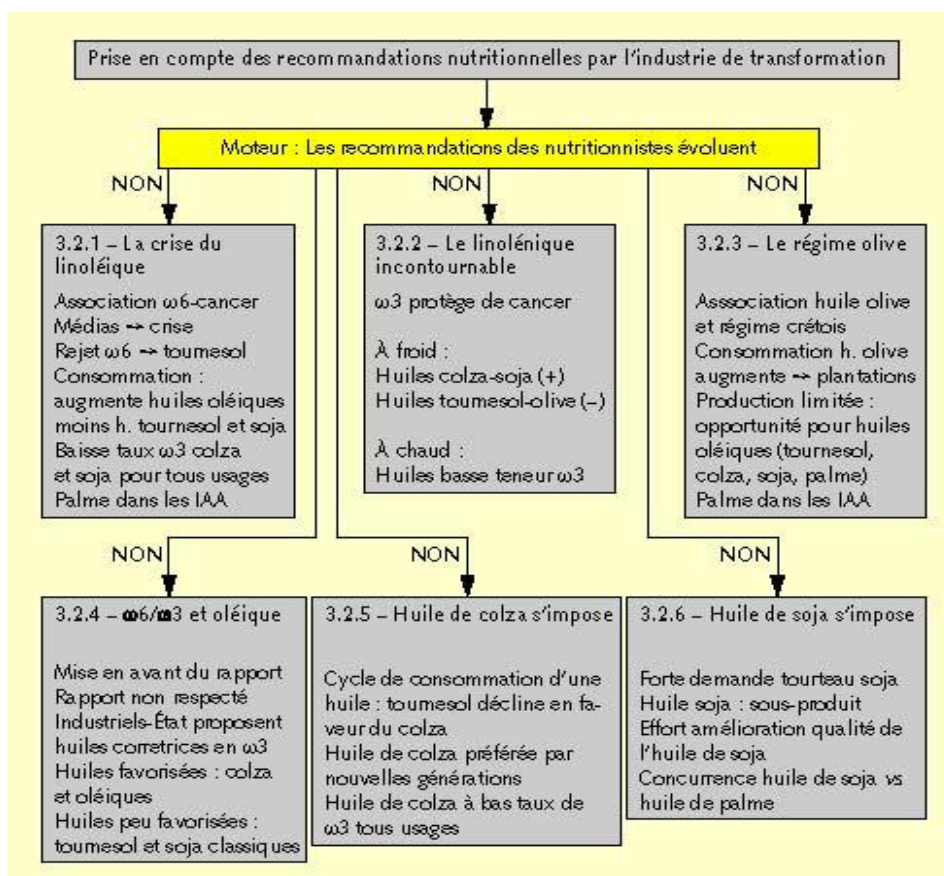 Prise en compte des recommandations nutritionnelles par l'industrie de transformation
Moteur : Les recommandations des nutritionnistes évoluent
NON
NON
NON
3.2.1 – La crise du
linoléique
Association ω6-cancer
Médias → crise
Rejet ω6 → tournesol
Consommation :
augmente huiles oléiques
moins h. tournesol et soja
Baisse taux ω3 colza
et soja pour tous usages
Palme dans les IAA
3.2.2 – Le linolénique
incontournable
ω3 protège de cancer
À froid :
Huiles colza-soja (+)
Huiles tournesol-olive (–)
À chaud :
Huiles basse teneur ω3
3.2.3 – Le régime olive
Asssociation huile olive
et régime crétois
Consommation h. olive
augmente → plantations
Production limitée :
opportunité pour huiles
oléiques (tournesol,
colza, soja, palme)
Palme dans les IAA
NON
NON
NON
3.2.4 – ω6/ω3 et oléique
Mise en avant du rapport
Rapport non respecté
Industriels-État proposent
huiles corretrices en ω3
Huiles favorisées : colza
et oléiques
Huiles peu favorisées :
tournesol et soja classiques
3.2.5 – Huile de colza s'impose
Cycle de consommation d'une
huile : tournesol décline en fa-
veur du colza
Huile de colza préférée par
nouvelles générations
Huile de colza à bas taux de
ω3 tous usages
3.2.6 – Huile de soja s'impose
Forte demande tourteau soja
Huile soja : sous-produit
Effort amélioration qualité de
l'huile de soja
Concurrence huile de soja vs
huile de palme